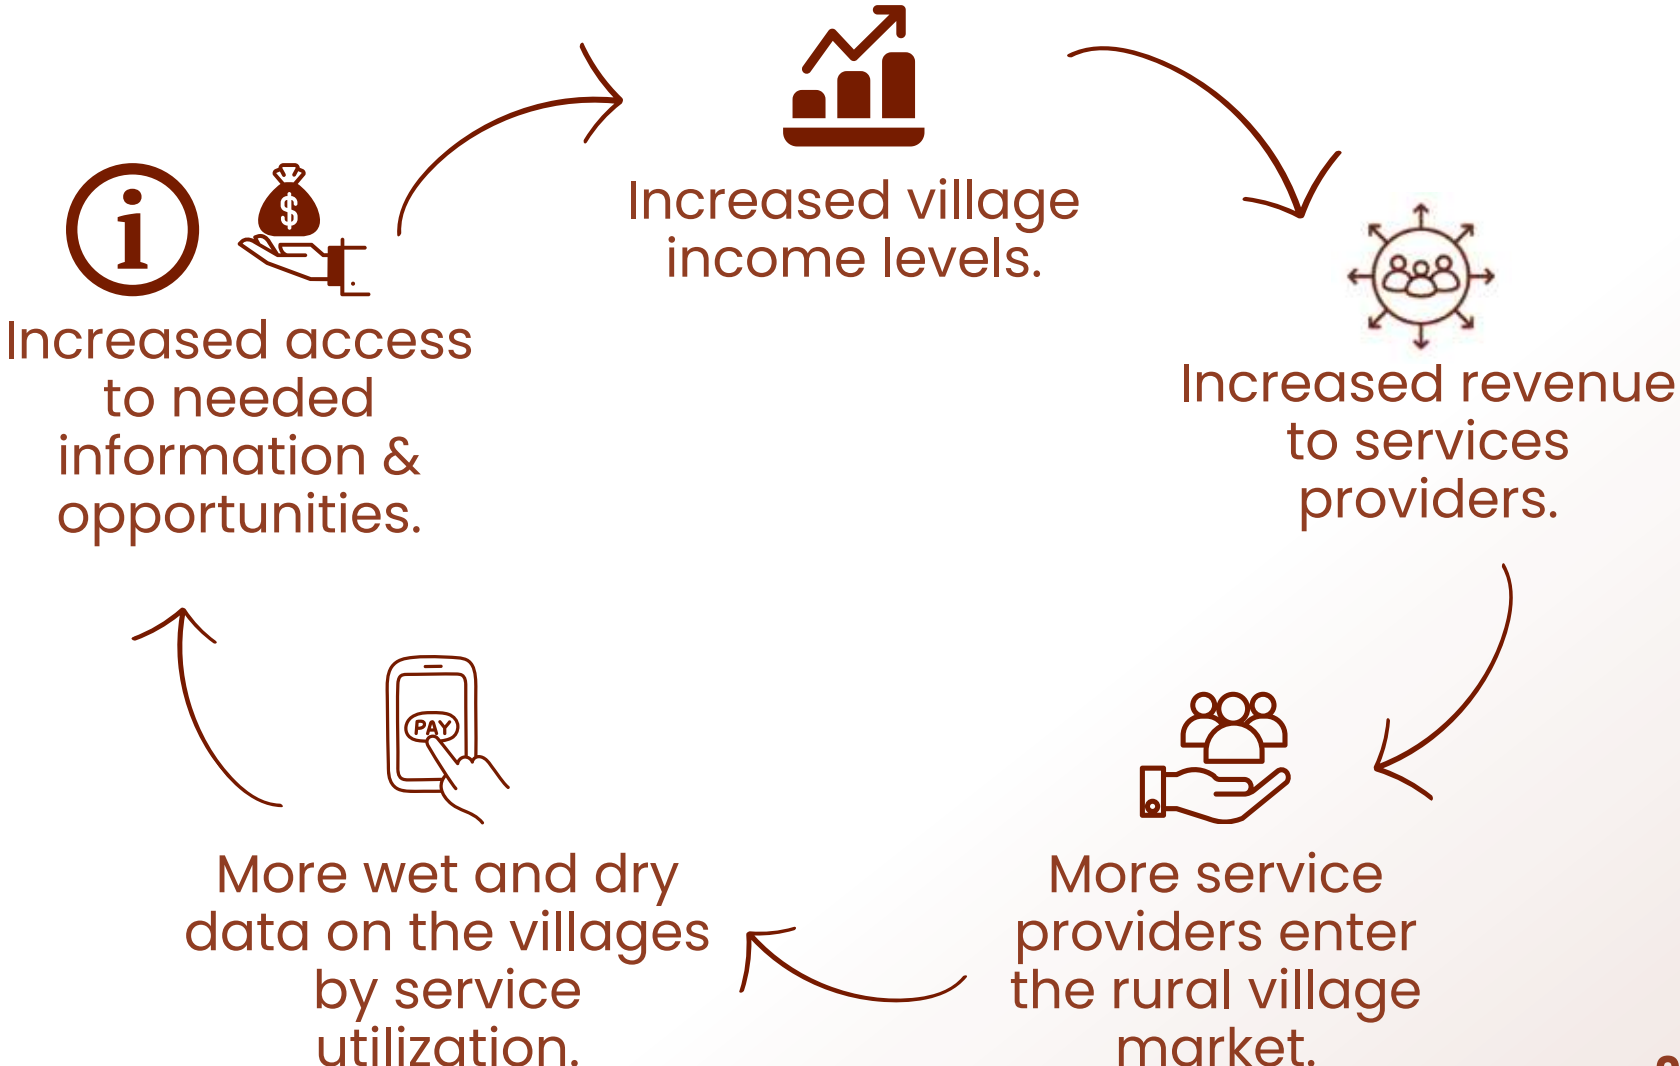 Increased village
income levels.
$
i
Increased access
to needed
information &
opportunities.
Increased revenue
to services
providers.
PAY
More wet and dry
data on the villages
by service
utilization.
More service
providers enter
the rural village
market.